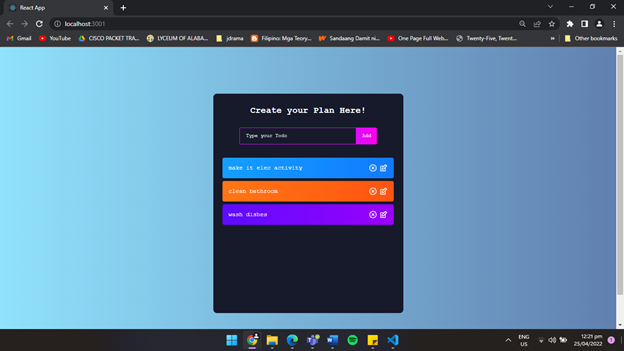 React App
localhost:3001
Gmail
YouTube
CISCO PACKET TRA...
LYCEUM OF ALABA...
jdrama
Filipino: Mga Teory...
Sandaang Damit ni...
One Page Full Web...
Twenty-Five, Twent...
Other bookmarks
Create your Plan Here!
Type your Todo
Add
make it elec activity
clean bathroom
wash dishes
ENG
US
12:21 pm
25/04/2022